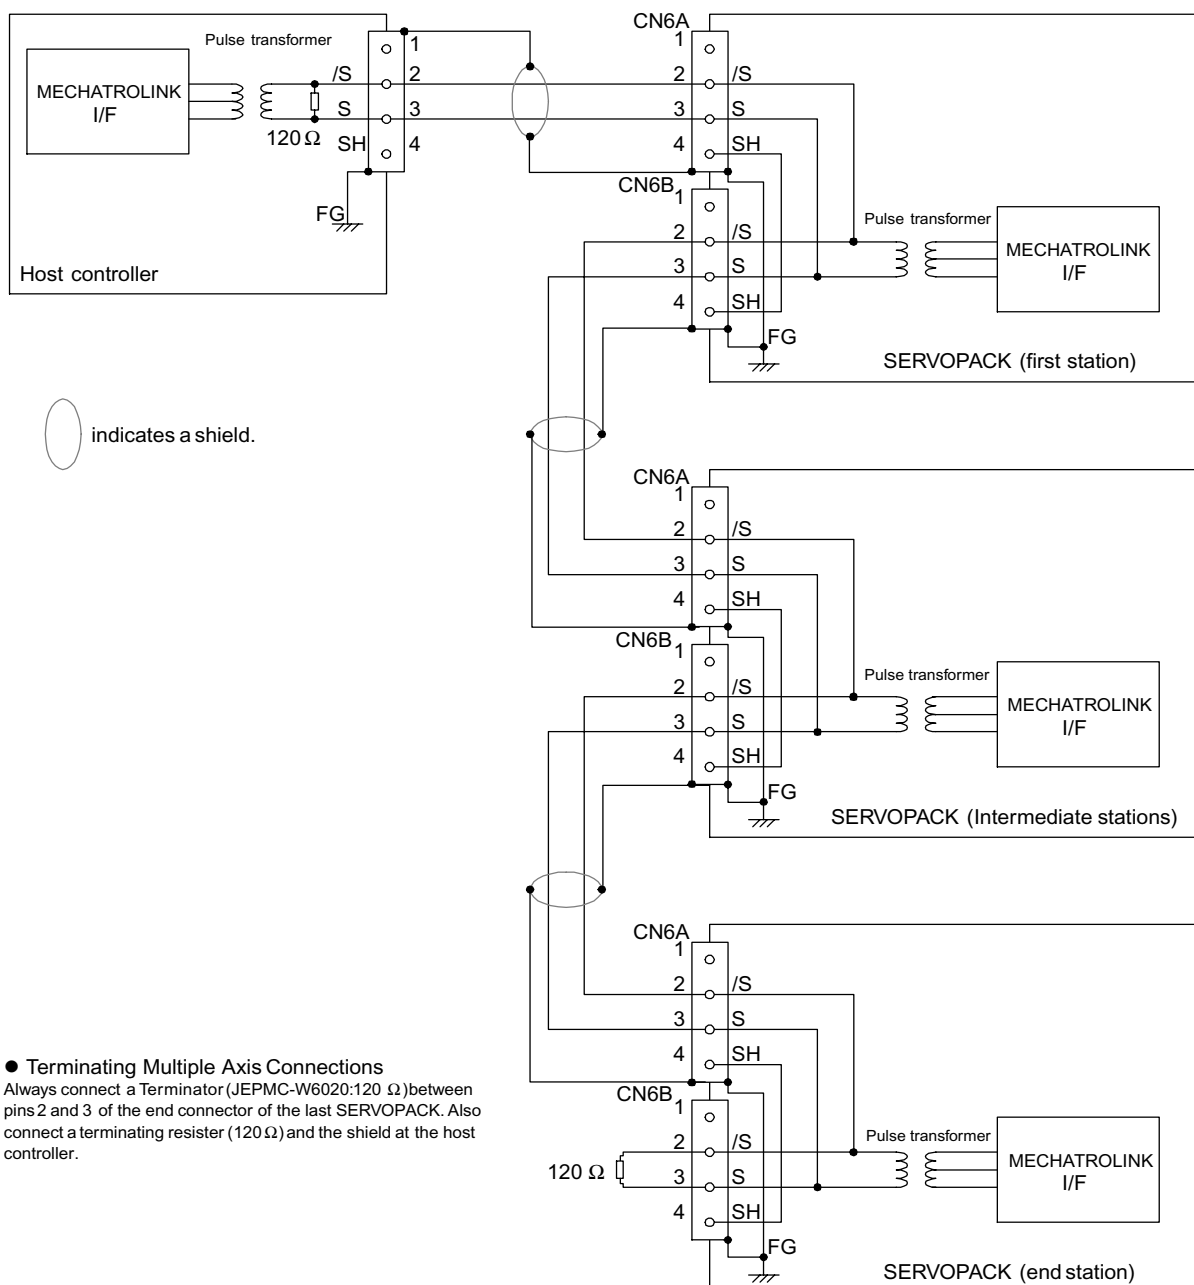 Pulse transformer
MECHATROLINK
I/F
/S
S
120 Ω
SH
1
2
3
4
FG
Host controller
CN6A
1
2
3
4
/S
S
SH
CN6B
1
2
3
4
/S
S
SH
FG
Pulse transformer
MECHATROLINK
I/F
SERVOPACK (first station)
indicates a shield.
CN6A
1
2
3
4
/S
S
SH
CN6B
1
2
3
4
/S
S
SH
FG
Pulse transformer
MECHATROLINK
I/F
SERVOPACK (Intermediate stations)
CN6A
1
2
3
4
/S
S
SH
CN6B
1
2
3
4
/S
S
SH
FG
120 Ω
Pulse transformer
MECHATROLINK
I/F
SERVOPACK (end station)
● Terminating Multiple Axis Connections
Always connect a Terminator (JEPMC-W6020:120 Ω) between
pins 2 and 3 of the end connector of the last SERVOPACK. Also
connect a terminating resister (120 Ω) and the shield at the host
controller.